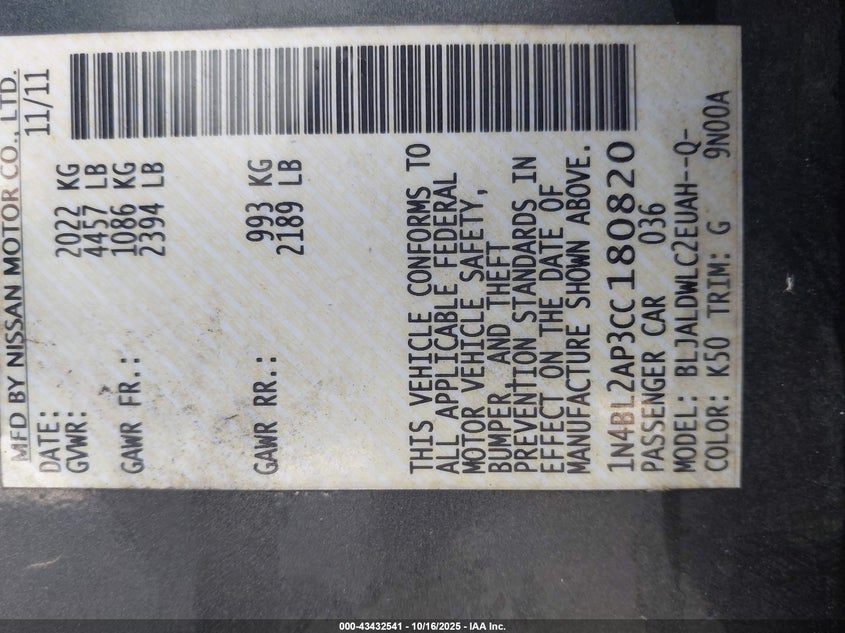 MFD BY NISSAN MOTOR CO., LTD.
DATE: 11/11
GVWR: 2022 KG
4457 LB
GAWR FR.: 1086 KG
2394 LB
GAWR RR.: 993 KG
2189 LB
THIS VEHICLE CONFORMS TO
ALL APPLICABLE FEDERAL
MOTOR VEHICLE SAFETY,
BUMPER AND THEFT
PREVENTION STANDARDS IN
EFFECT ON THE DATE OF
MANUFACTURE SHOWN ABOVE.
1N4BL2AP3CC180820
PASSENGER CAR 036
MODEL: BLJALDWLC2EUAH--Q-
COLOR: K50 TRIM: G 9N00A
000-43432541 - 10/16/2025 - IAA Inc.